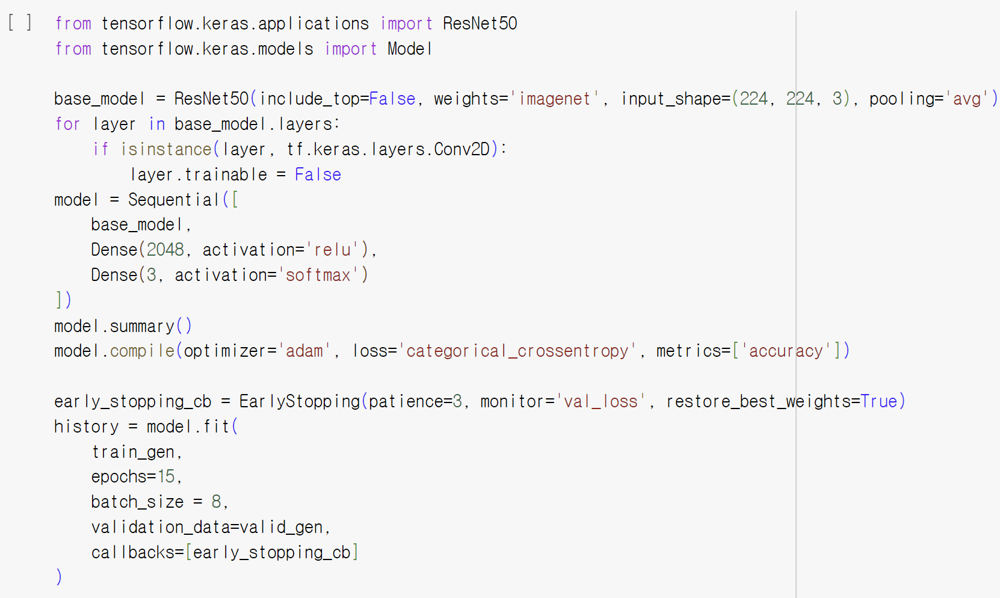 [ ] from tensorflow.keras.applications import ResNet50
from tensorflow.keras.models import Model
base_model = ResNet50(include_top=False, weights='imagenet', input_shape=(224, 224, 3), pooling='avg')
for layer in base_model.layers:
    if isinstance(layer, tf.keras.layers.Conv2D):
        layer.trainable = False
model = Sequential([
    base_model,
    Dense(2048, activation='relu'),
    Dense(3, activation='softmax')
])
model.summary()
model.compile(optimizer='adam', loss='categorical_crossentropy', metrics=['accuracy'])
early_stopping_cb = EarlyStopping(patience=3, monitor='val_loss', restore_best_weights=True)
history = model.fit(
    train_gen,
    epochs=15,
    batch_size = 8,
    validation_data=valid_gen,
    callbacks=[early_stopping_cb]
)